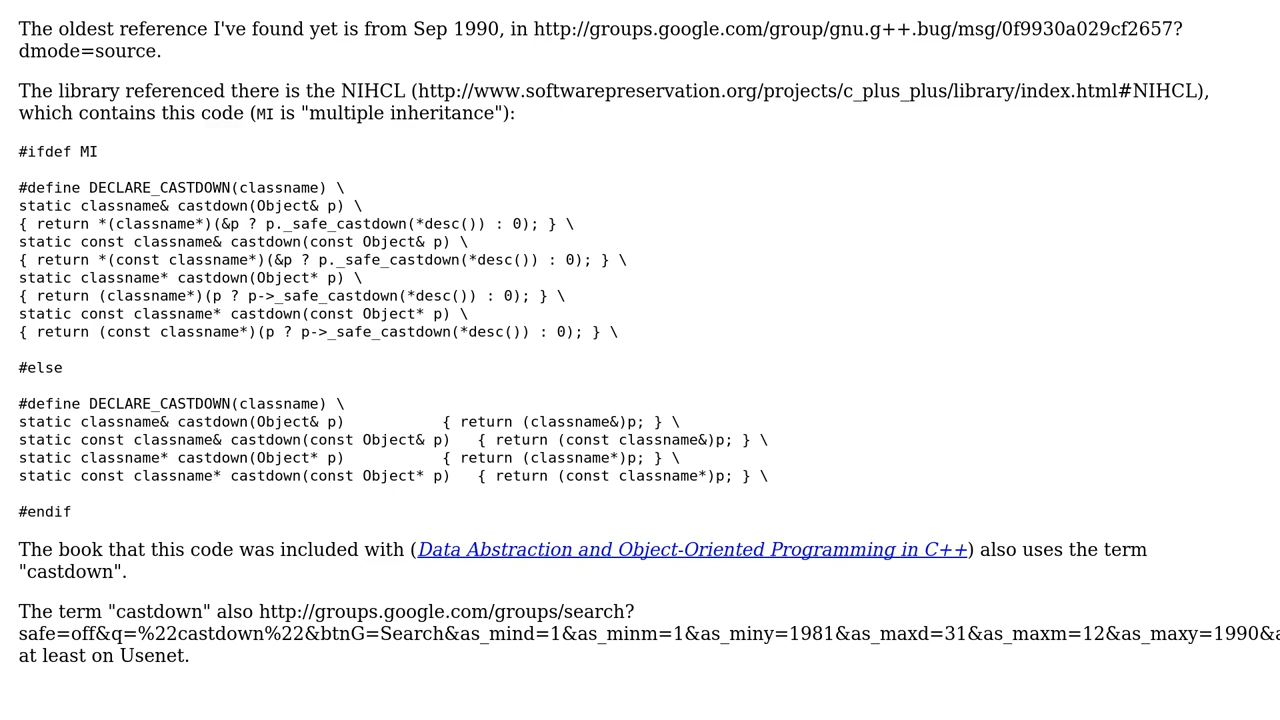 The oldest reference I've found yet is from Sep 1990, in http://groups.google.com/group/gnu.g++.bug/msg/0f9930a029cf2657?
dmode=source.
The library referenced there is the NIHCL (http://www.softwarepreservation.org/projects/c_plus_plus/library/index.html#NIHCL),
which contains this code (MI is "multiple inheritance"):
#ifdef MI
#define DECLARE_CASTDOWN(classname) \
static classname& castdown(Object& p) \
{ return *(classname*)(&p ? p._safe_castdown(*desc()) : 0); } \
static const classname& castdown(const Object& p) \
{ return *(const classname*)(&p ? p._safe_castdown(*desc()) : 0); } \
static classname* castdown(Object* p) \
{ return (classname*)(p ? p->_safe_castdown(*desc()) : 0); } \
static const classname* castdown(const Object* p) \
{ return (const classname*)(p ? p->_safe_castdown(*desc()) : 0); } \
#else
#define DECLARE_CASTDOWN(classname) \
static classname& castdown(Object& p)           { return (classname&)p; } \
static const classname& castdown(const Object& p)   { return (const classname&)p; } \
static classname* castdown(Object* p)           { return (classname*)p; } \
static const classname* castdown(const Object* p)   { return (const classname*)p; } \
#endif
The book that this code was included with (Data Abstraction and Object-Oriented Programming in C++) also uses the term
"castdown".
The term "castdown" also http://groups.google.com/groups/search?
safe=off&q=%22castdown%22&btnG=Search&as_mind=1&as_minm=1&as_miny=1981&as_maxd=31&as_maxm=12&as_maxy=1990&
at least on Usenet.